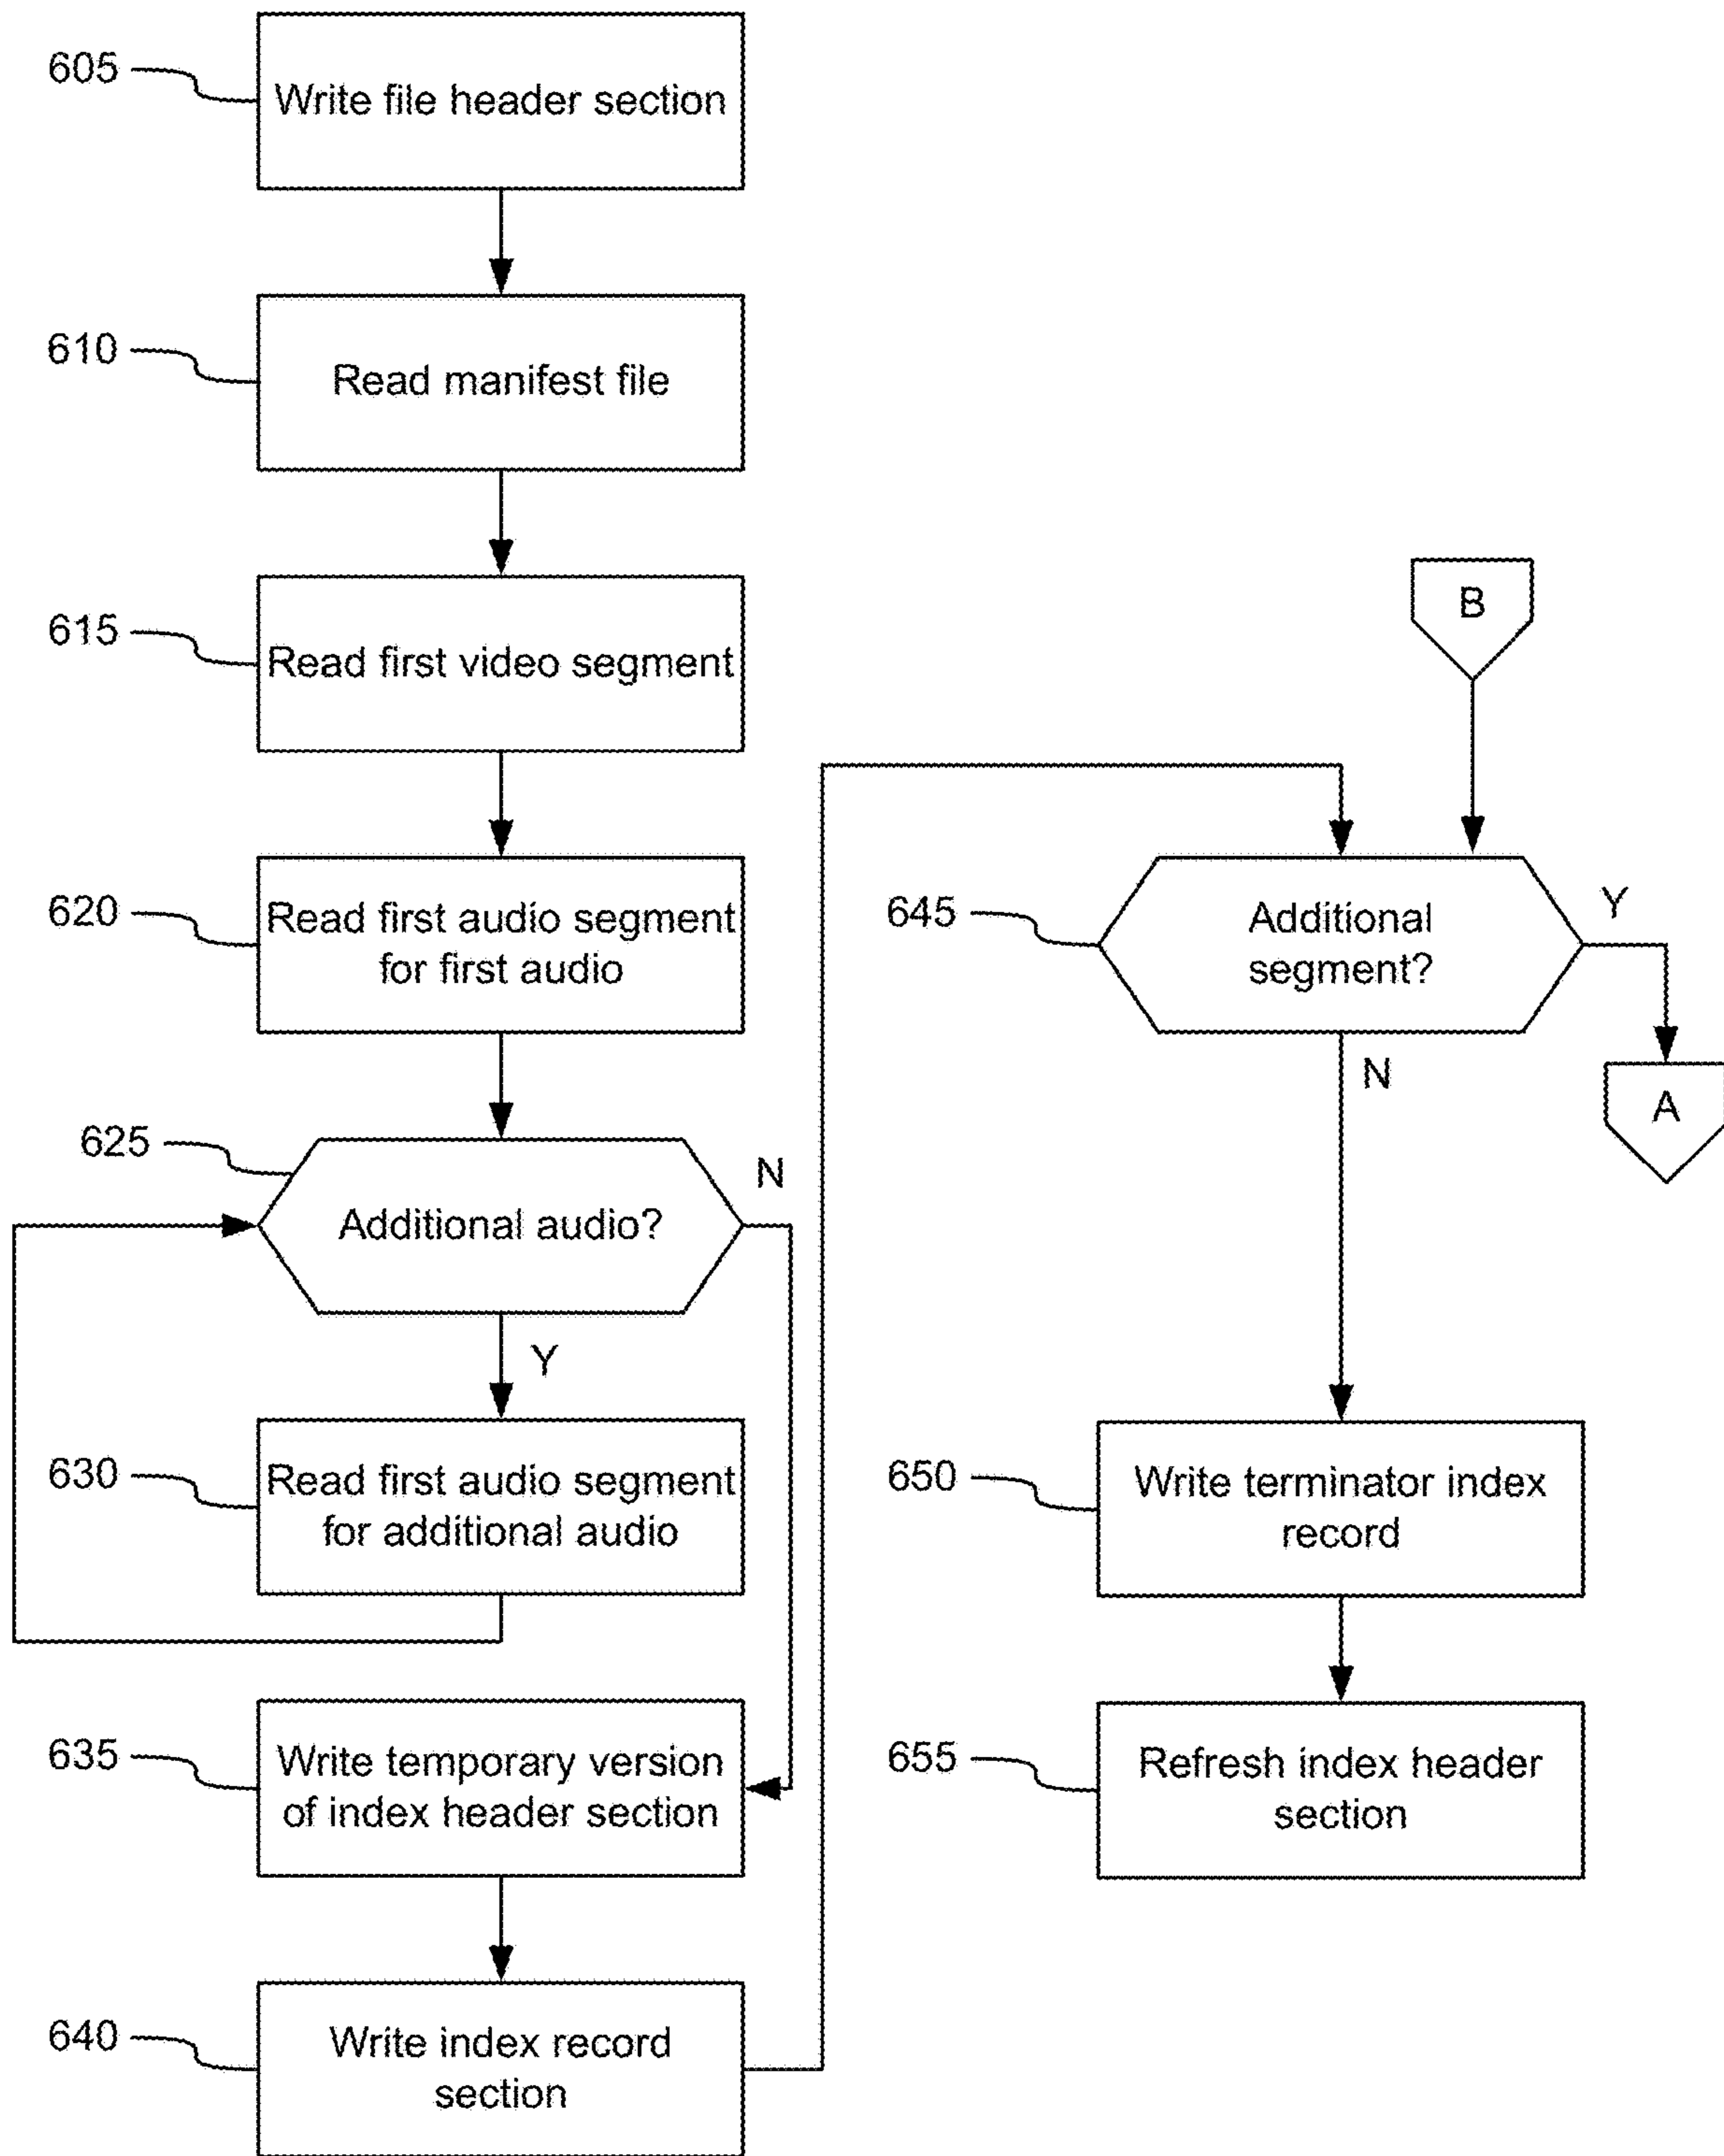 605
Write file header section
610
Read manifest file
615
Read first video segment
620
Read first audio segment
for first audio
625
Additional audio?
N
Y
630
Read first audio segment
for additional audio
635
Write temporary version
of index header section
640
Write index record
section
B
645
Additional
segment?
Y
A
N
650
Write terminator index
record
655
Refresh index header
section